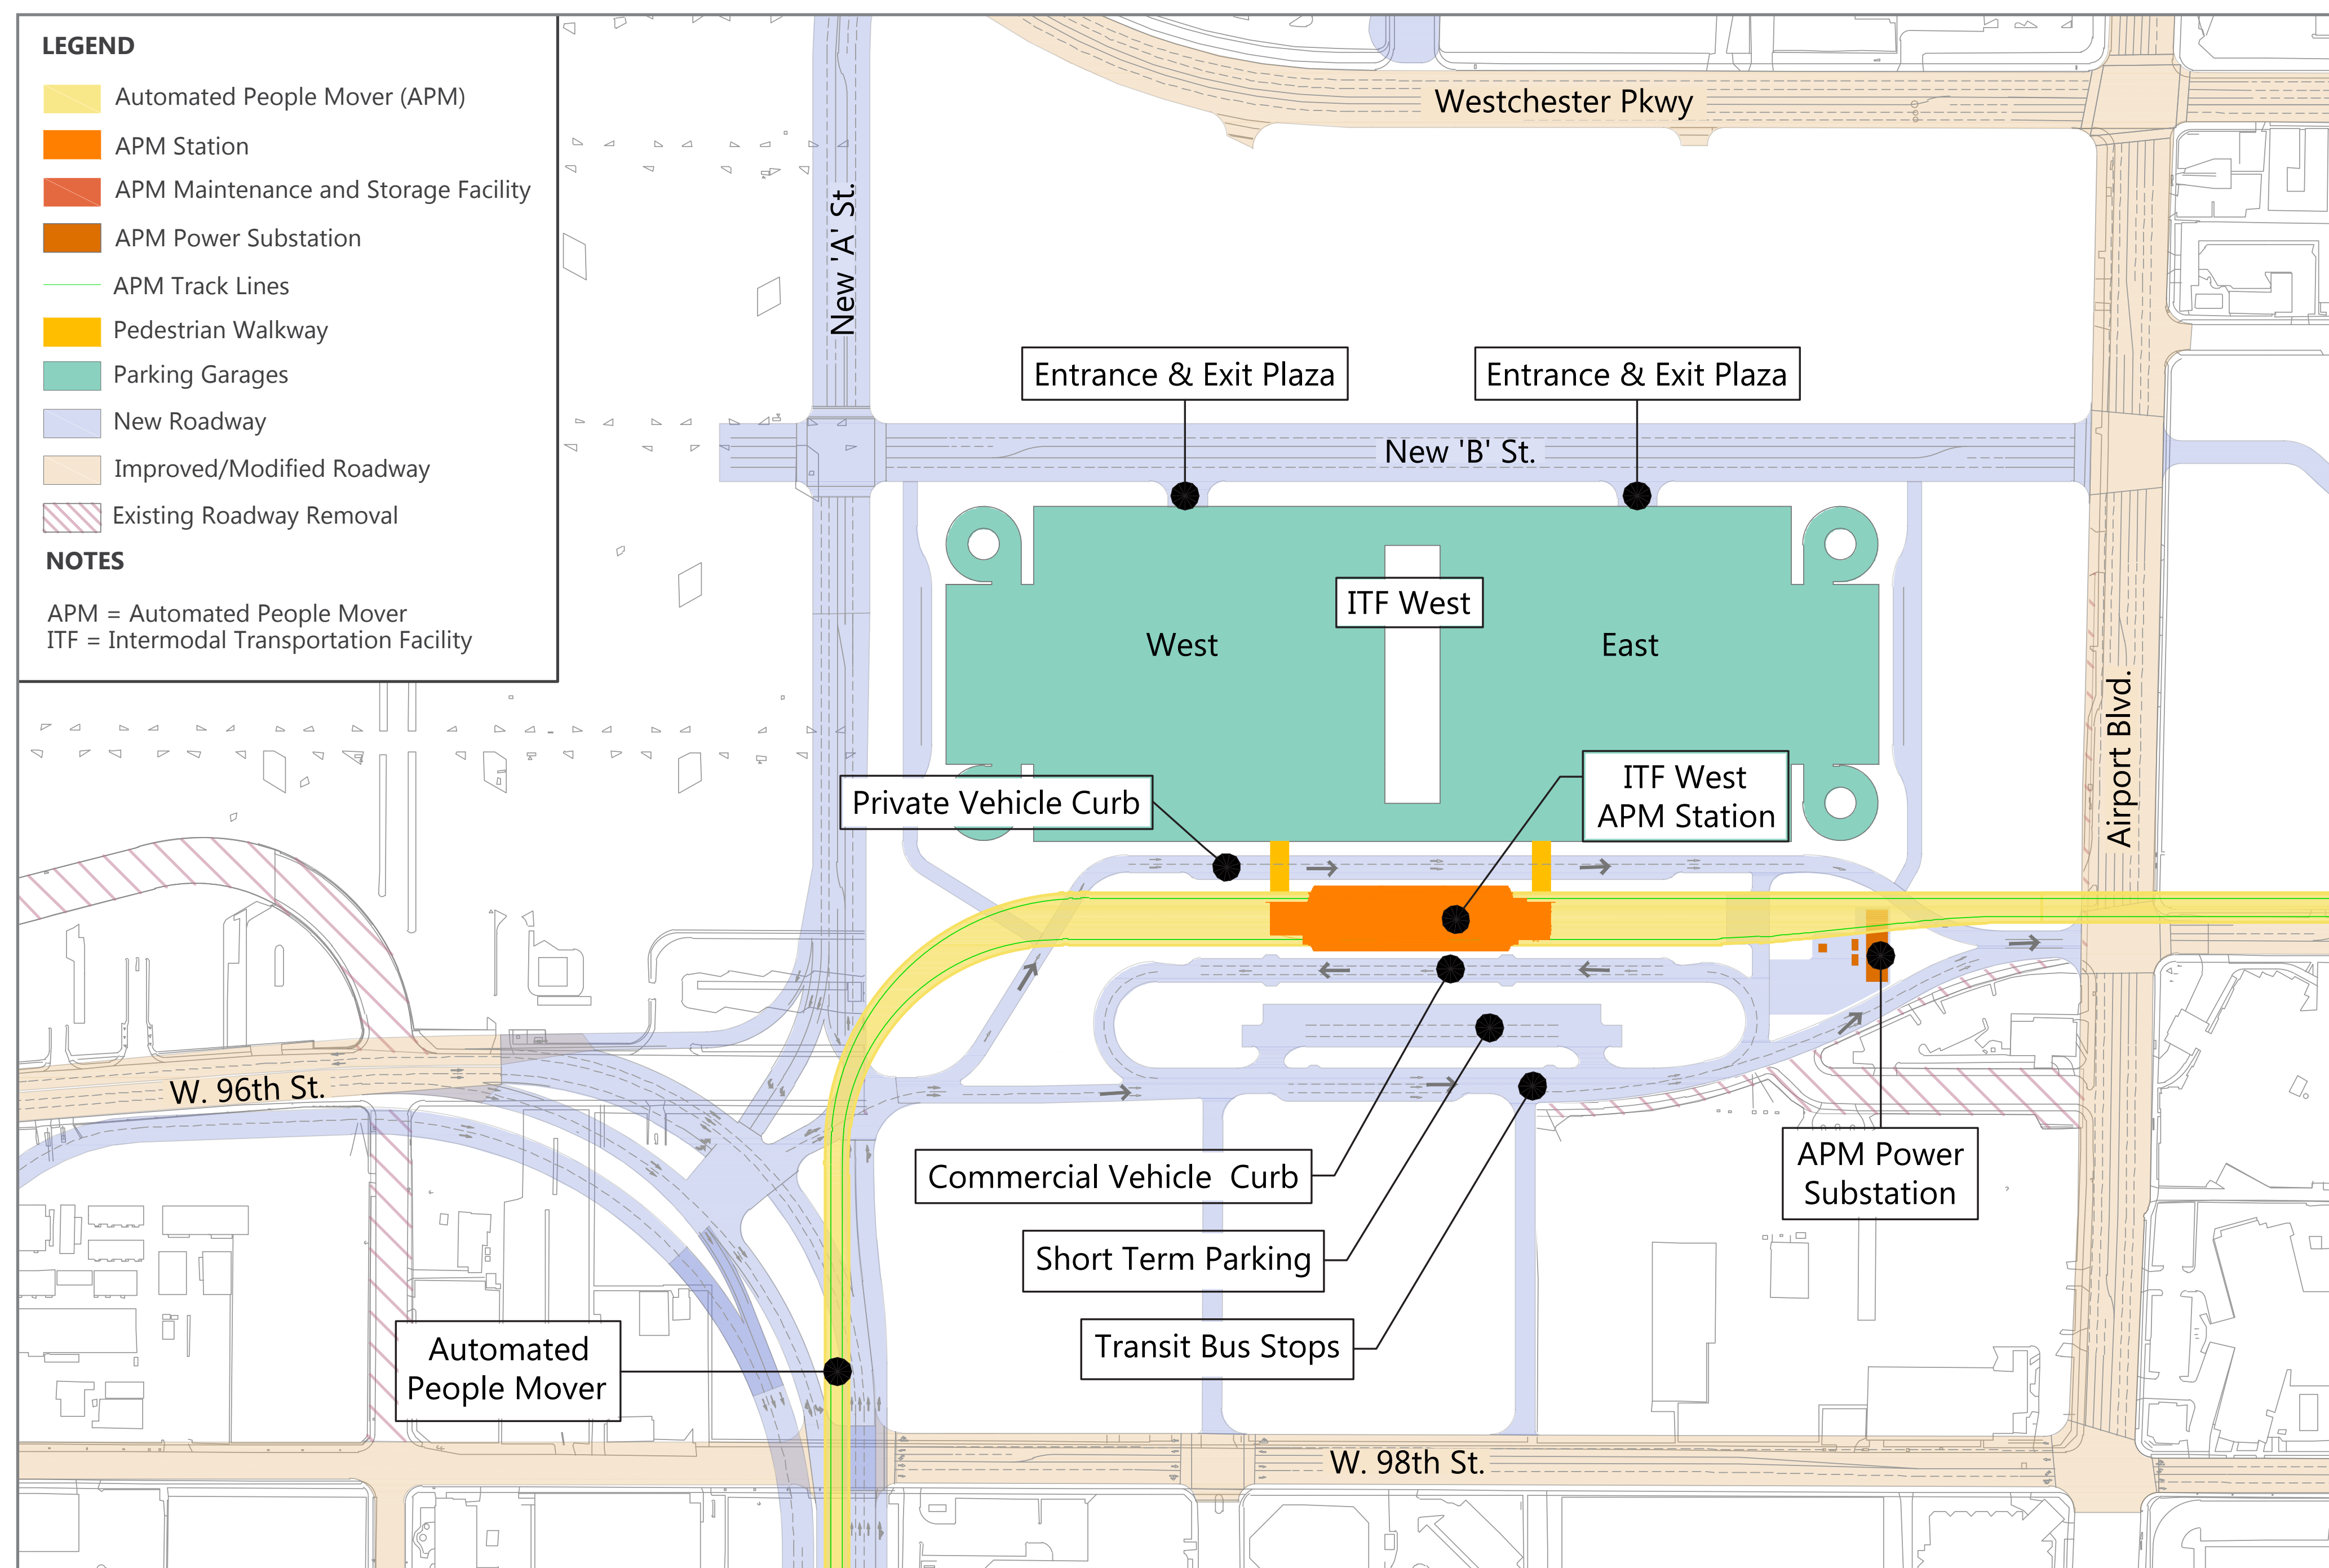 LEGEND
Automated People Mover (APM)
APM Station
APM Maintenance and Storage Facility
APM Power Substation
APM Track Lines
Pedestrian Walkway
Parking Garages
New Roadway
Improved/Modified Roadway
Existing Roadway Removal
NOTES
APM = Automated People Mover
ITF = Intermodal Transportation Facility
Westchester Pkwy
New 'A' St.
Entrance & Exit Plaza
Entrance & Exit Plaza
New 'B' St.
ITF West
West
East
Airport Blvd.
Private Vehicle Curb
ITF West
APM Station
W. 96th St.
Commercial Vehicle  Curb
APM Power
Substation
Short Term Parking
Transit Bus Stops
Automated
People Mover
W. 98th St.